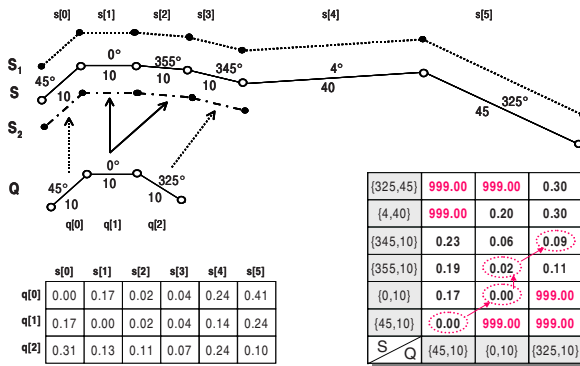 s[0] s[1] s[2] s[3] s[4] s[5]
S1
S
S2
45° 10
0° 10
355° 10
345° 10
4° 40
325° 45
Q
45° 10
0° 10
325° 10
q[0] q[1] q[2]
s[0] s[1] s[2] s[3] s[4] s[5]
q[0] 0.00 0.17 0.02 0.04 0.24 0.41
q[1] 0.17 0.00 0.02 0.04 0.14 0.24
q[2] 0.31 0.13 0.11 0.07 0.24 0.10
{325,45} 999.00 999.00 0.30
{4,40} 999.00 0.20 0.30
{345,10} 0.23 0.06 0.09
{355,10} 0.19 0.02 0.11
{0,10} 0.17 0.00 999.00
{45,10} 0.00 999.00 999.00
S Q {45,10} {0,10} {325,10}